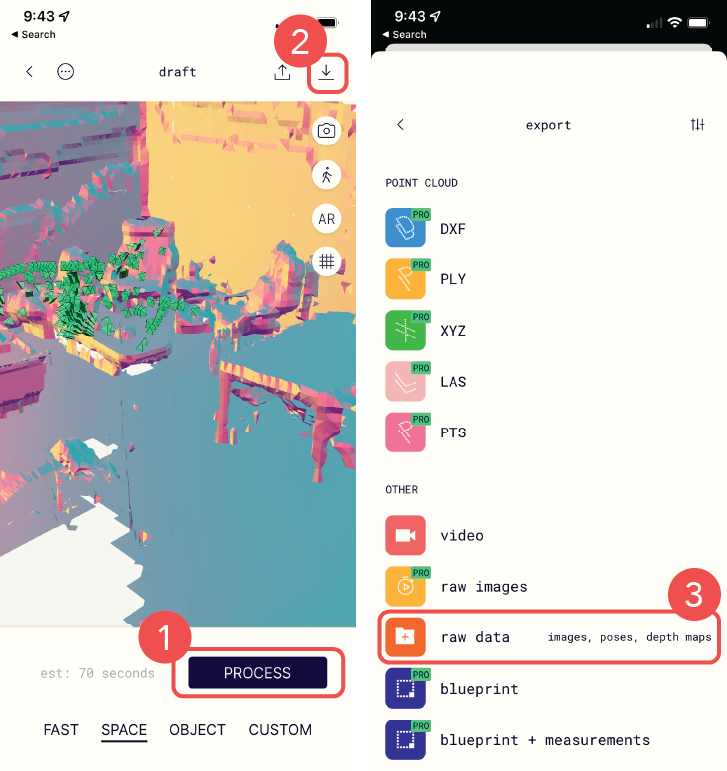 9:43
◀ Search
2
draft
AR
1
est: 70 seconds
PROCESS
FAST SPACE OBJECT CUSTOM
9:43
◀ Search
export
POINT CLOUD
PRO
DXF
PRO
PLY
PRO
XYZ
PRO
LAS
PRO
PTS
OTHER
video
PRO
raw images
3
raw data images, poses, depth maps
PRO
blueprint
PRO
blueprint + measurements